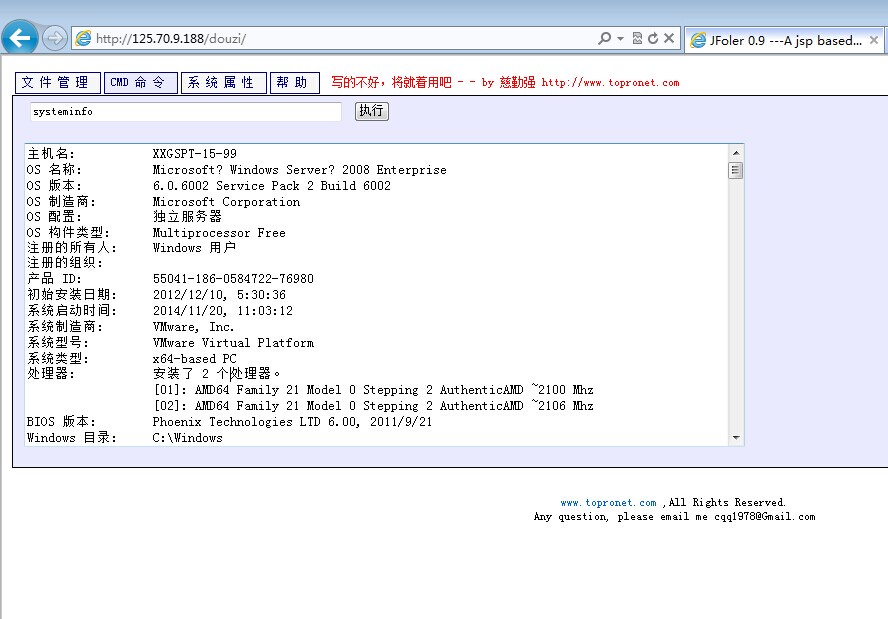 http://125.70.9.188/douzi/
JFoler 0.9 ---A jsp based...
文件管理 CMD 命令 系统属性 帮助 写的不好，将就着用吧 - - by 慈勤强 http://www.topronet.com
systeminfo 执行
主机名: XXGSPT-15-99
OS 名称: Microsoft? Windows Server? 2008 Enterprise
OS 版本: 6.0.6002 Service Pack 2 Build 6002
OS 制造商: Microsoft Corporation
OS 配置: 独立服务器
OS 构件类型: Multiprocessor Free
注册的所有人: Windows 用户
注册的组织:
产品 ID: 55041-186-0584722-76980
初始安装日期: 2012/12/10, 5:30:36
系统启动时间: 2014/11/20, 11:03:12
系统制造商: VMware, Inc.
系统型号: VMware Virtual Platform
系统类型: x64-based PC
处理器: 安装了 2 个处理器。
[01]: AMD64 Family 21 Model 0 Stepping 2 AuthenticAMD ~2100 Mhz
[02]: AMD64 Family 21 Model 0 Stepping 2 AuthenticAMD ~2106 Mhz
BIOS 版本: Phoenix Technologies LTD 6.00, 2011/9/21
Windows 目录: C:\Windows
www.topronet.com ,All Rights Reserved.
Any question, please email me cqq1978@Gmail.com